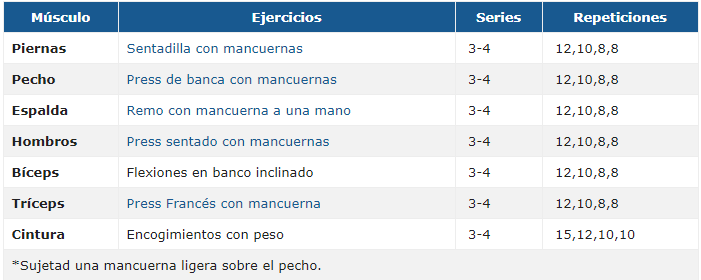 Músculo Ejercicios Series Repeticiones
Piernas Sentadilla con mancuernas 3-4 12,10,8,8
Pecho Press de banca con mancuernas 3-4 12,10,8,8
Espalda Remo con mancuerna a una mano 3-4 12,10,8,8
Hombros Press sentado con mancuernas 3-4 12,10,8,8
Bíceps Flexiones en banco inclinado 3-4 12,10,8,8
Tríceps Press Francés con mancuerna 3-4 12,10,8,8
Cintura Encogimientos con peso 3-4 15,12,10,10
*Sujetad una mancuerna ligera sobre el pecho.